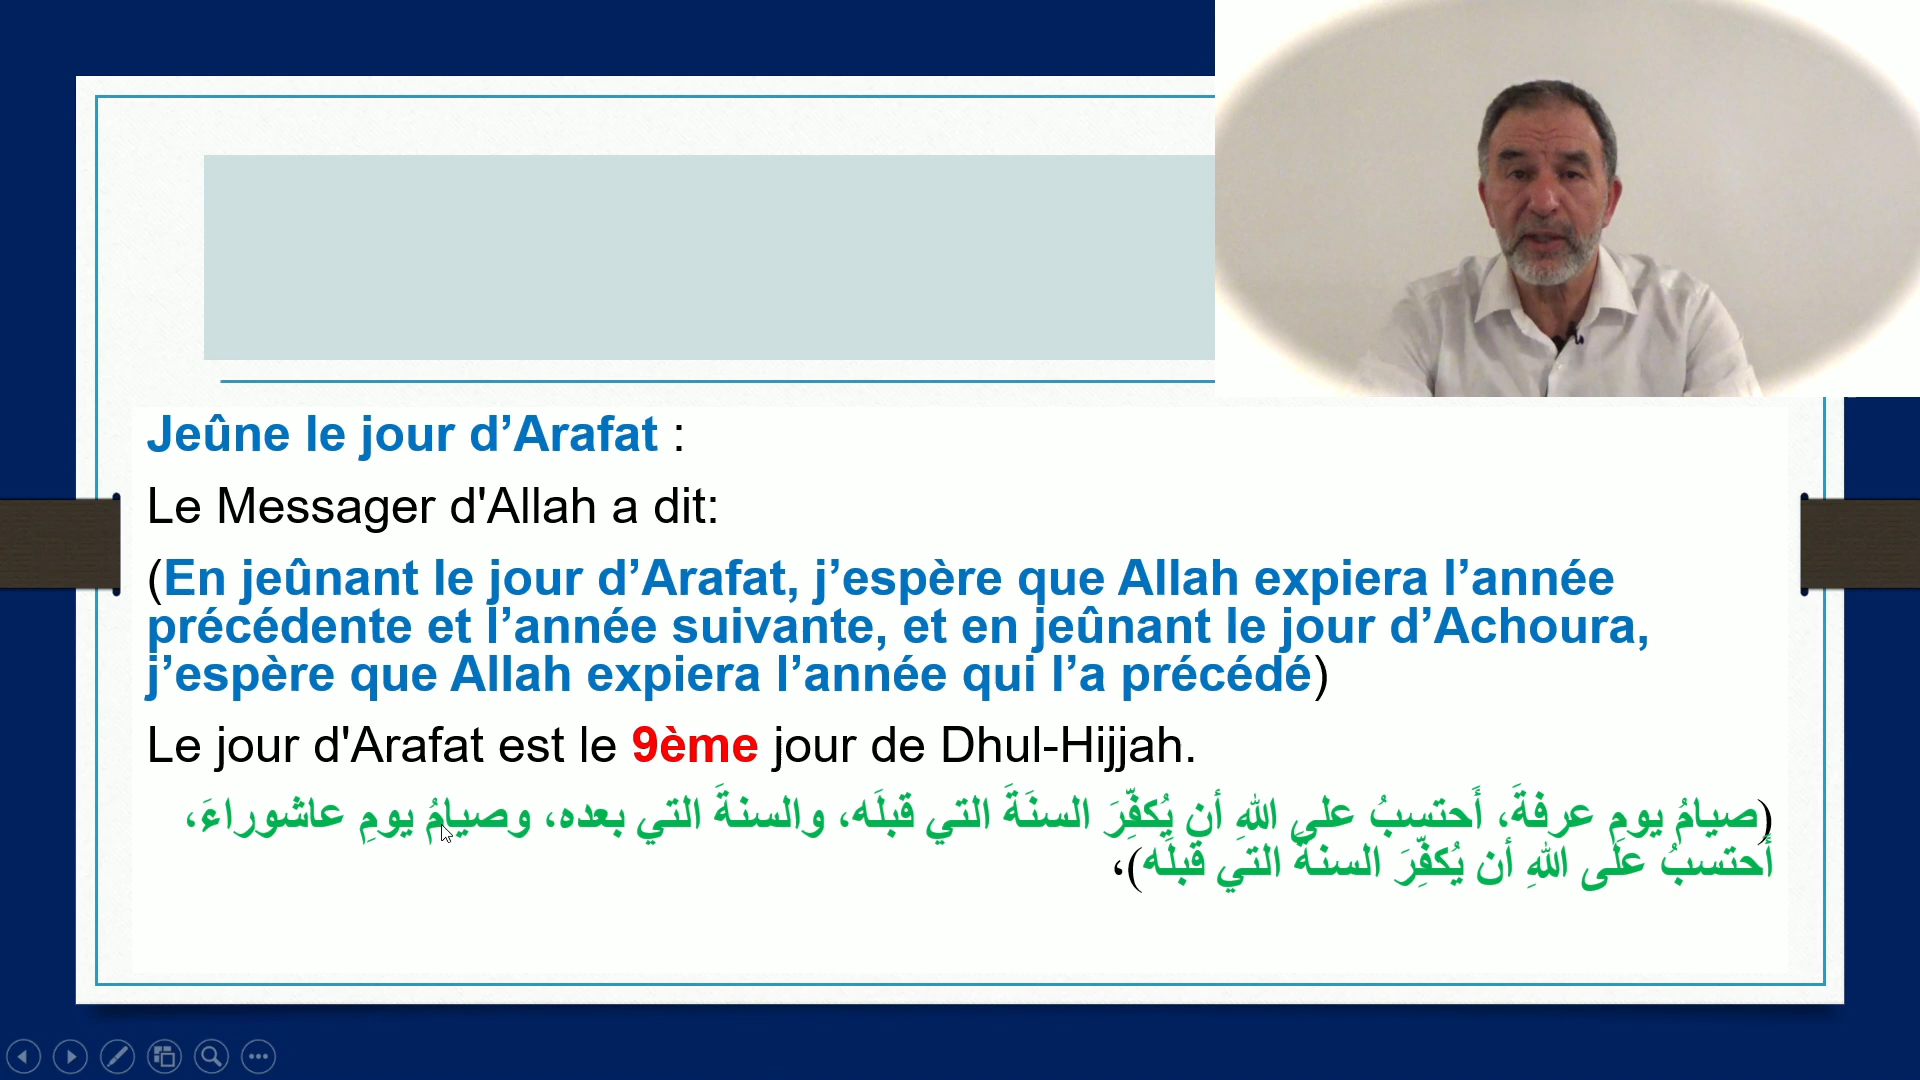 Jeûne le jour d’Arafat :
Le Messager d'Allah a dit:
(En jeûnant le jour d’Arafat, j’espère que Allah expiera l’année
précédente et l’année suivante, et en jeûnant le jour d’Achoura,
j’espère que Allah expiera l’année qui l’a précédé)
Le jour d'Arafat est le 9ème jour de Dhul-Hijjah.
(صيامُ يومِ عرفةَ، أَحتسبُ على اللهِ أن يُكفِّرَ السنَةَ التي قبلَه، والسنةَ التي بعده، وصيامُ يومِ عاشوراءَ،
أَحتسبُ علَى اللهِ أن يُكفِّرَ السنةَ التي قبلَه)،